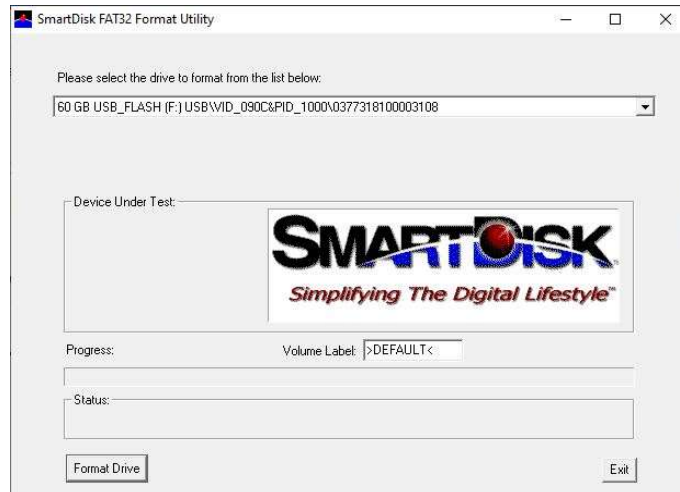 SmartDisk FAT32 Format Utility
Please select the drive to format from the list below:
60 GB USB_FLASH (F:) USB\VID_090C&PID_1000\0377318100003108
Device Under Test:
SMARTDISK
Simplifying The Digital Lifestyle™
Progress:
Volume Label: >DEFAULT<
Status:
Format Drive
Exit